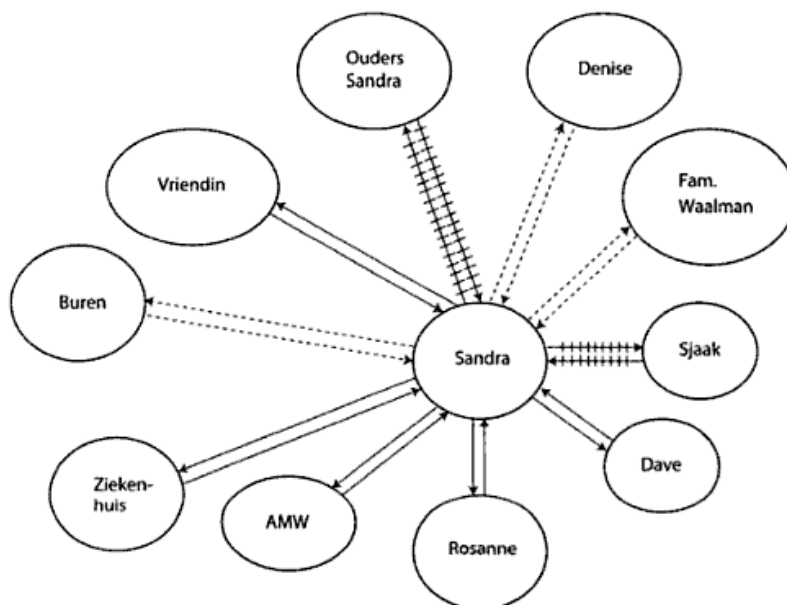 Ouders
Sandra
Denise
Vriendin
Fam.
Waalman
Buren
Sandra
Sjaak
Dave
Zieken-
huis
AMW
Rosanne